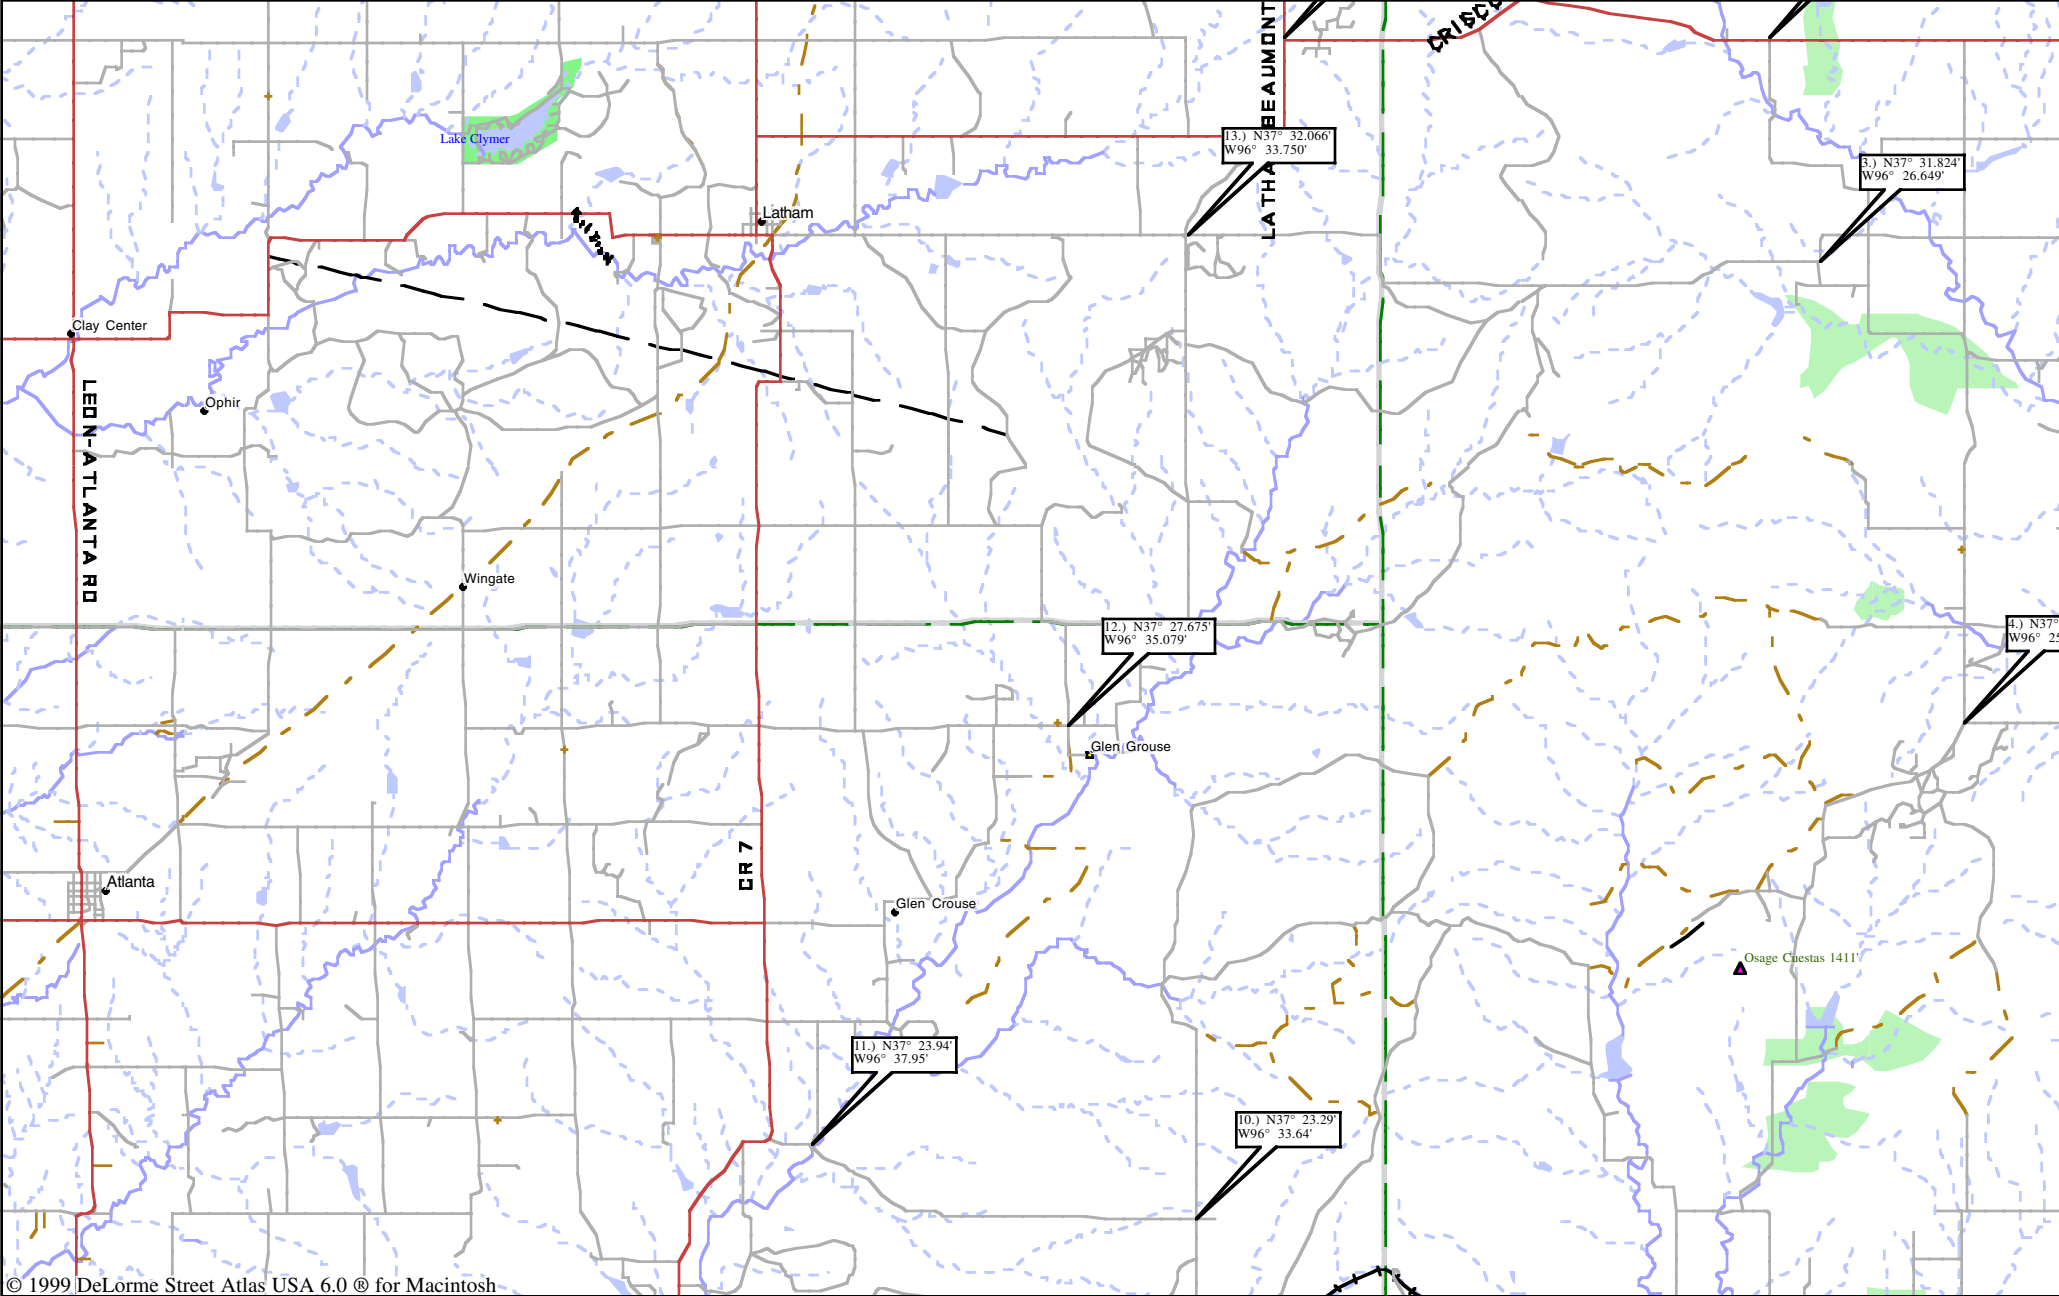 CRISCO
LATHA BEAUMONT
Lake Clymer
13.) N37° 32.066'
W96° 33.750'
3.) N37° 31.824'
W96° 26.649'
Latham
Clay Center
LEON-ATLANTA RD
Ophir
Wingate
12.) N37° 27.675'
W96° 35.079'
4.) N37°
W96° 25
Glen Grouse
CR 7
Atlanta
Glen Crouse
Osage Cuestas 1411'
11.) N37° 23.94'
W96° 37.95'
10.) N37° 23.29'
W96° 33.64'
© 1999 DeLorme Street Atlas USA 6.0 ® for Macintosh